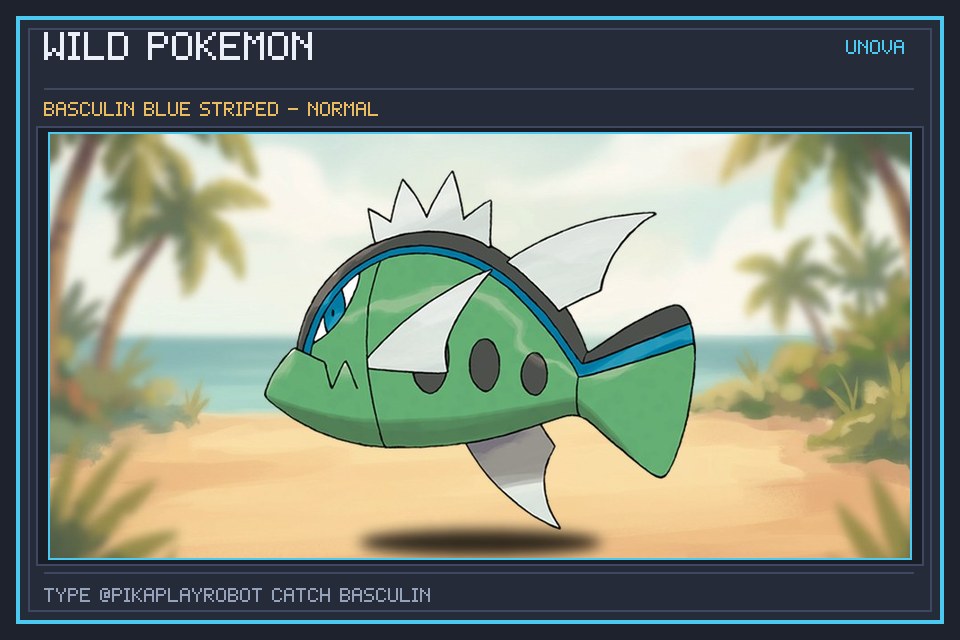 WILD POKEMON
UNOVA
BASCULIN BLUE STRIPED - NORMAL
TYPE @PIKAPLAYROBOT CATCH BASCULIN